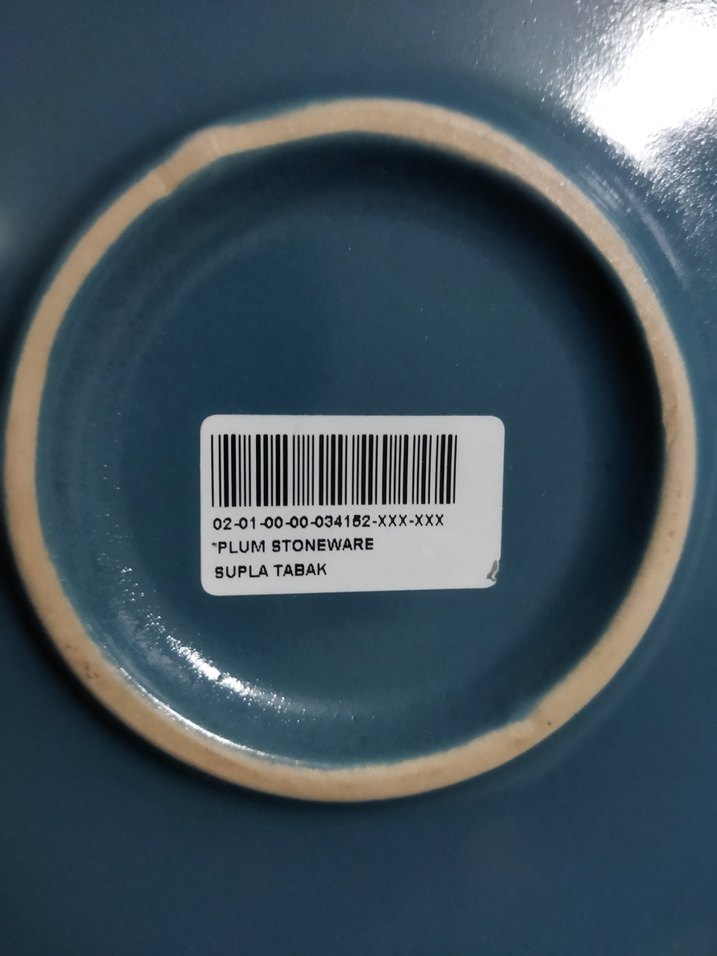 02-01-00-00-034152-XXX-XXX
*PLUM STONEWARE
SUPLA TABAK